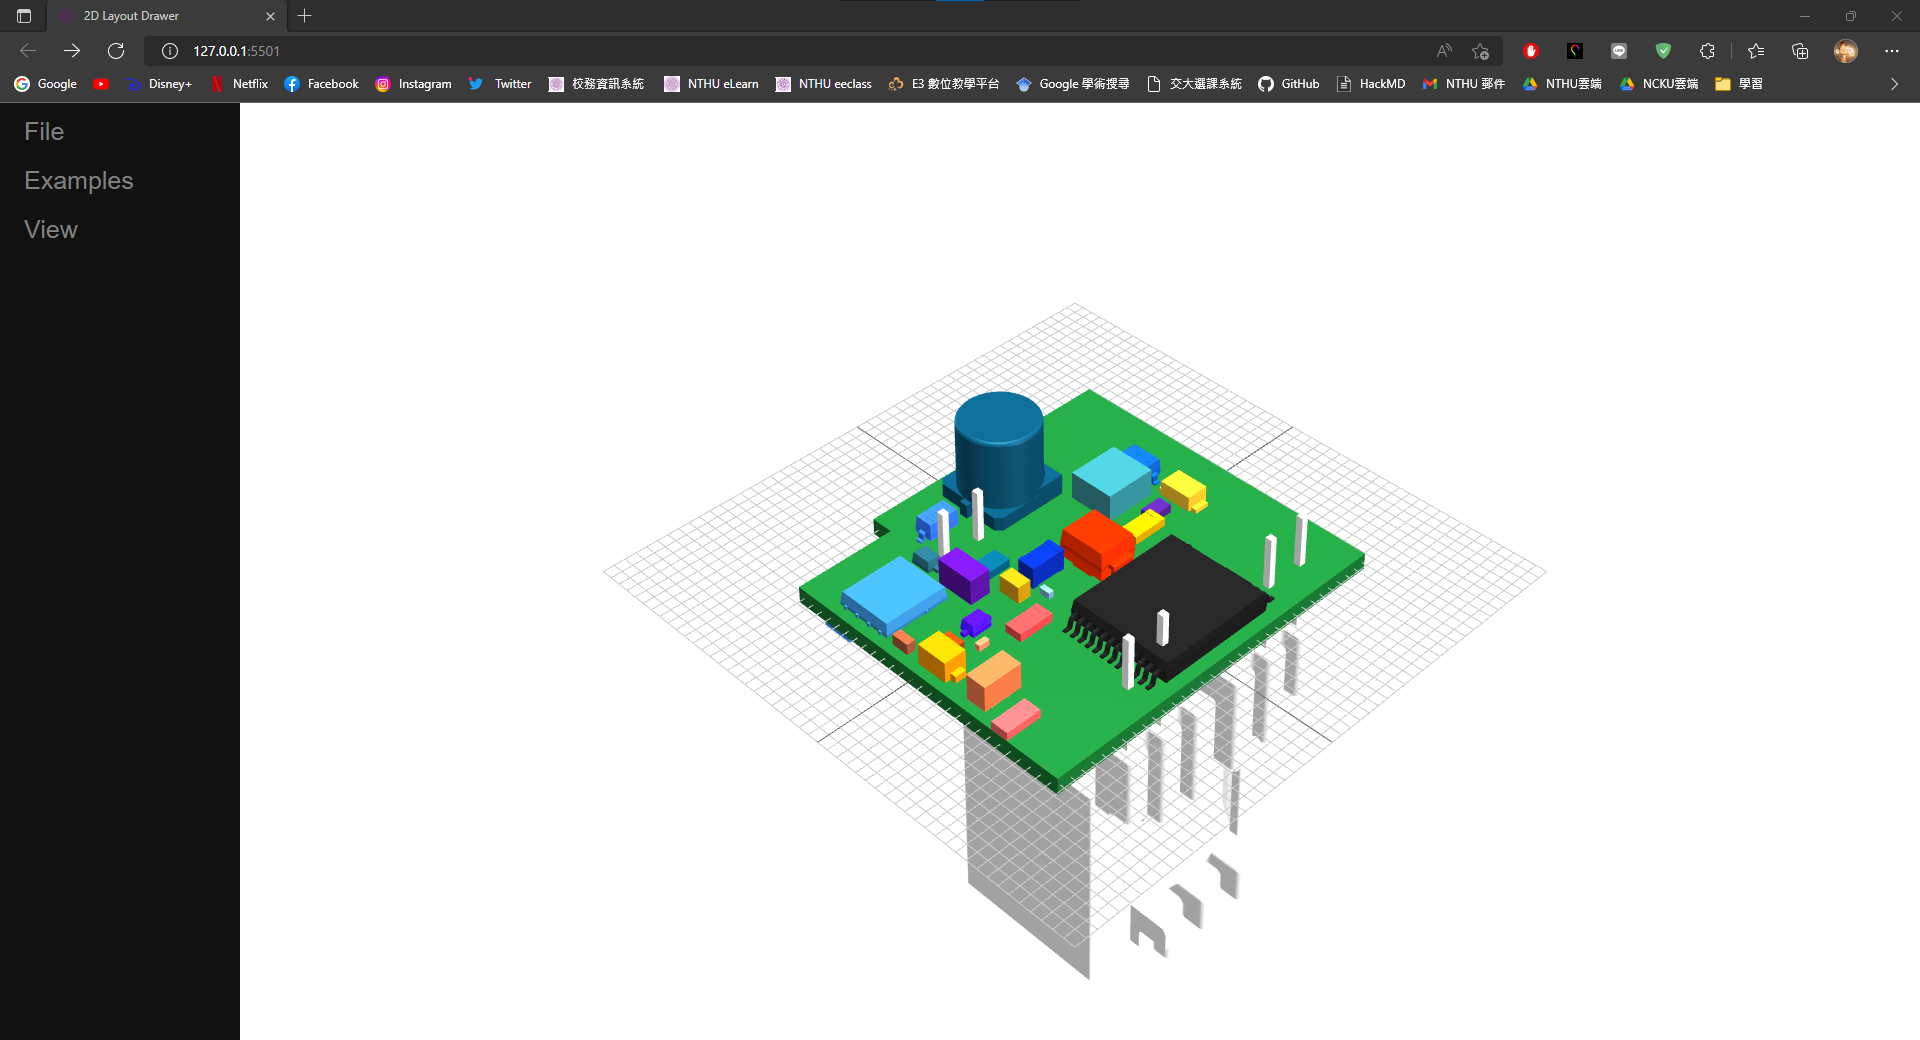 2D Layout Drawer
127.0.0.1:5501
Google Disney+ Netflix Facebook Instagram Twitter 校務資訊系統 NTHU eLearn NTHU eeclass E3 數位教學平台 Google 學術搜尋 交大選課系統 GitHub HackMD NTHU 郵件 NTHU雲端 NCKU雲端 學習
File
Examples
View